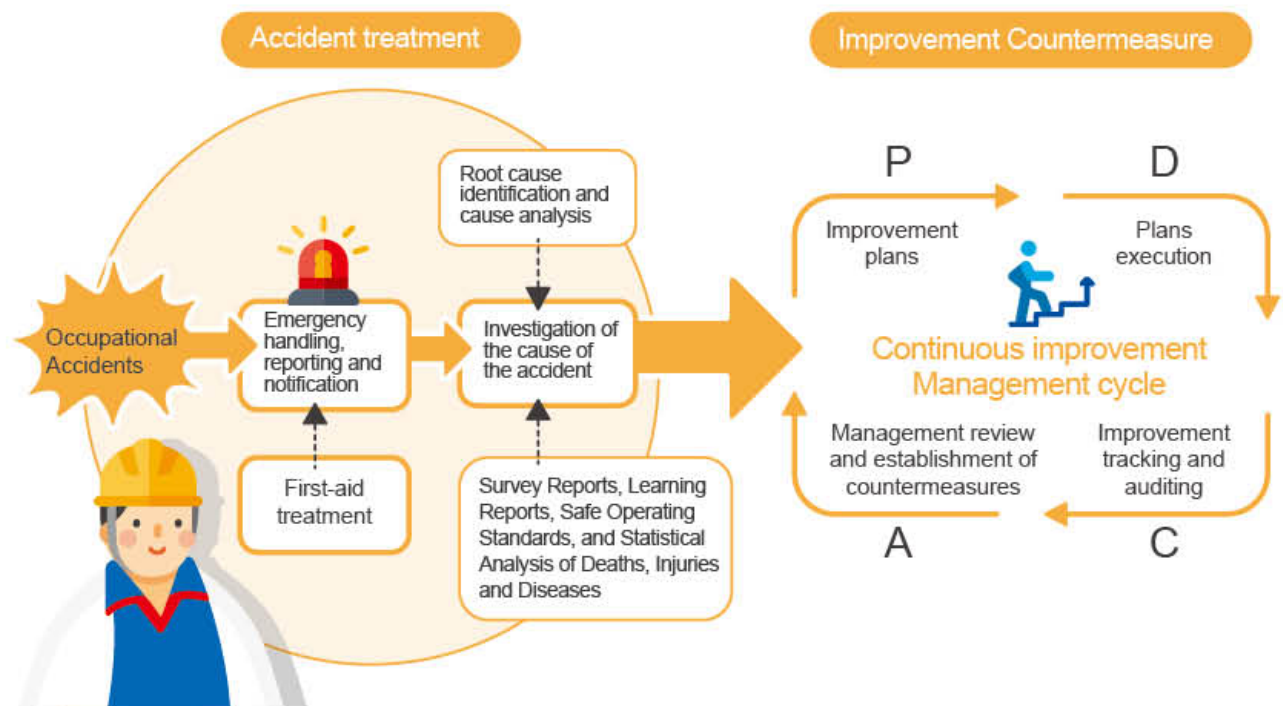 Accident treatment
Occupational
Accidents
Emergency
handling,
reporting and
notification
First-aid
treatment
Root cause
identification and
cause analysis
Investigation of
the cause of
the accident
Survey Reports, Learning
Reports, Safe Operating
Standards, and Statistical
Analysis of Deaths, Injuries
and Diseases
Improvement Countermeasure
P
Improvement
plans
D
Plans
execution
Continuous improvement
Management cycle
Management review
and establishment of
countermeasures
A
Improvement
tracking and
auditing
C